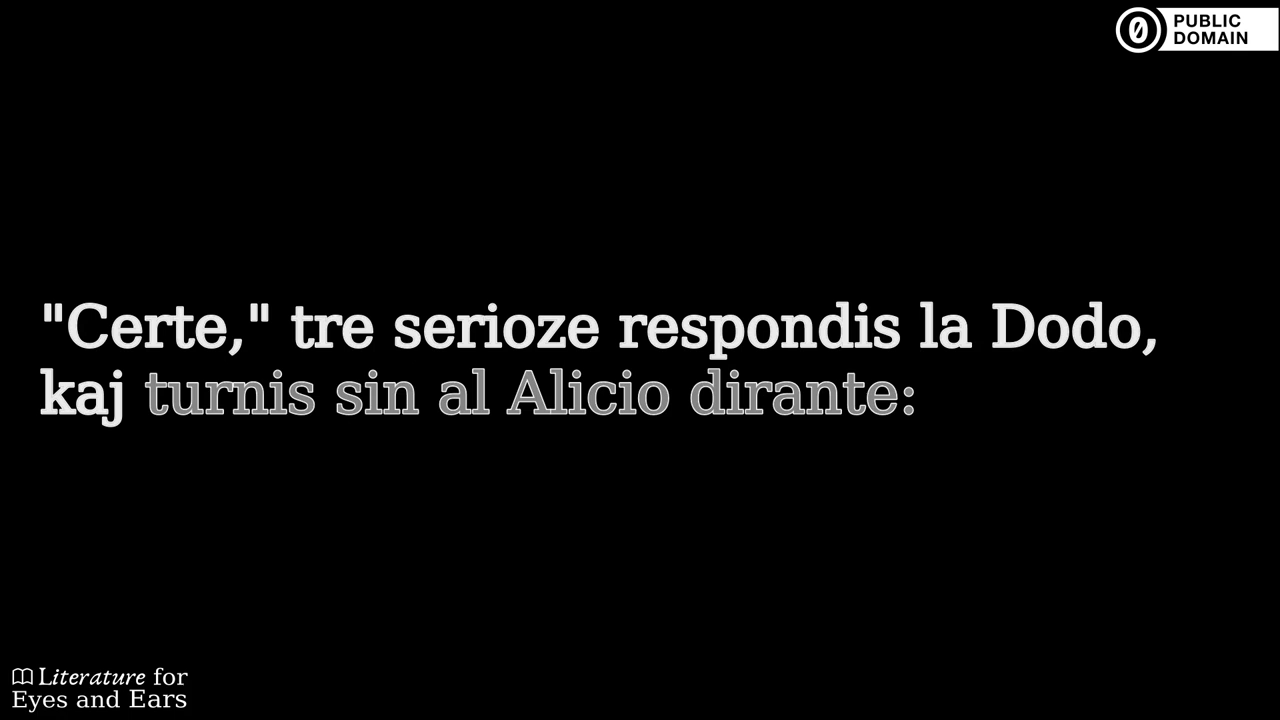 PUBLIC
DOMAIN
"Certe," tre serioze respondis la Dodo,
kaj turnis sin al Alicio dirante:
Literature for
Eyes and Ears